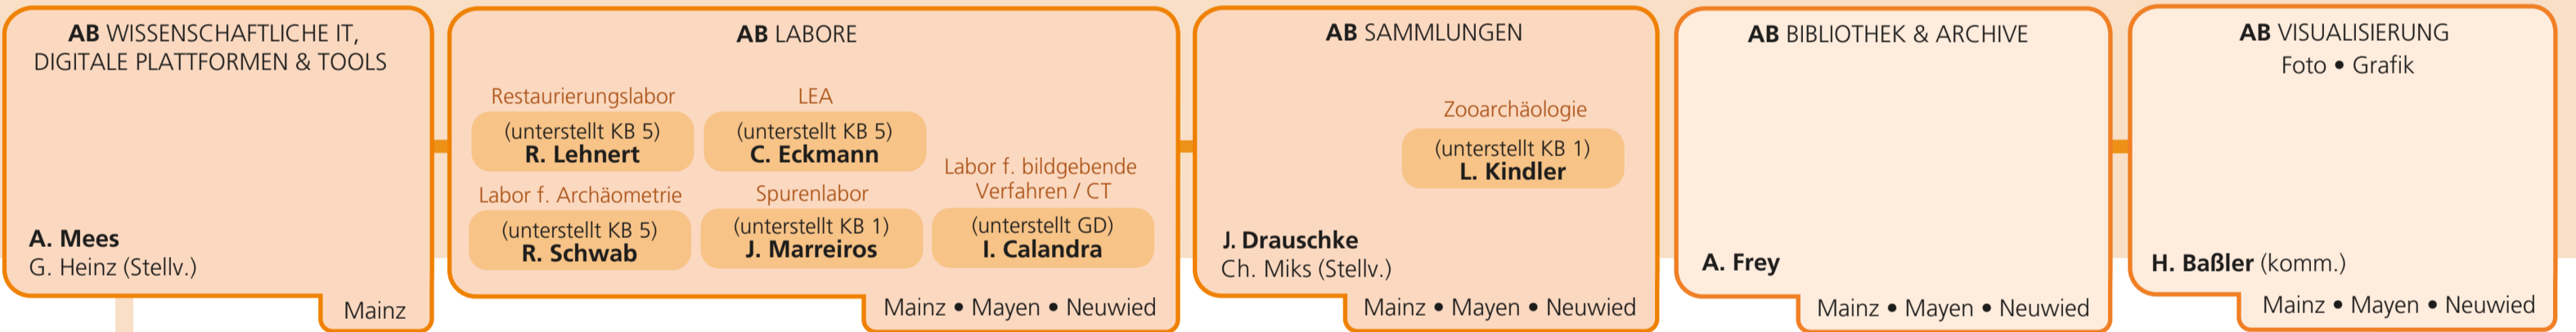 AB WISSENSCHAFTLICHE IT,
DIGITALE PLATTFORMEN & TOOLS
A. Mees
G. Heinz (Stellv.)
Mainz
AB LABORE
Restaurierungslabor
(unterstellt KB 5)
R. Lehnert
LEA
(unterstellt KB 5)
C. Eckmann
Labor f. Archäometrie
(unterstellt KB 5)
R. Schwab
Spurenlabor
(unterstellt KB 1)
J. Marreiros
Labor f. bildgebende
Verfahren / CT
(unterstellt GD)
I. Calandra
Mainz • Mayen • Neuwied
AB SAMMLUNGEN
Zooarchäologie
(unterstellt KB 1)
L. Kindler
J. Drauschke
Ch. Miks (Stellv.)
Mainz • Mayen • Neuwied
AB BIBLIOTHEK & ARCHIVE
A. Frey
Mainz • Mayen • Neuwied
AB VISUALISIERUNG
Foto • Grafik
H. Baßler (komm.)
Mainz • Mayen • Neuwied